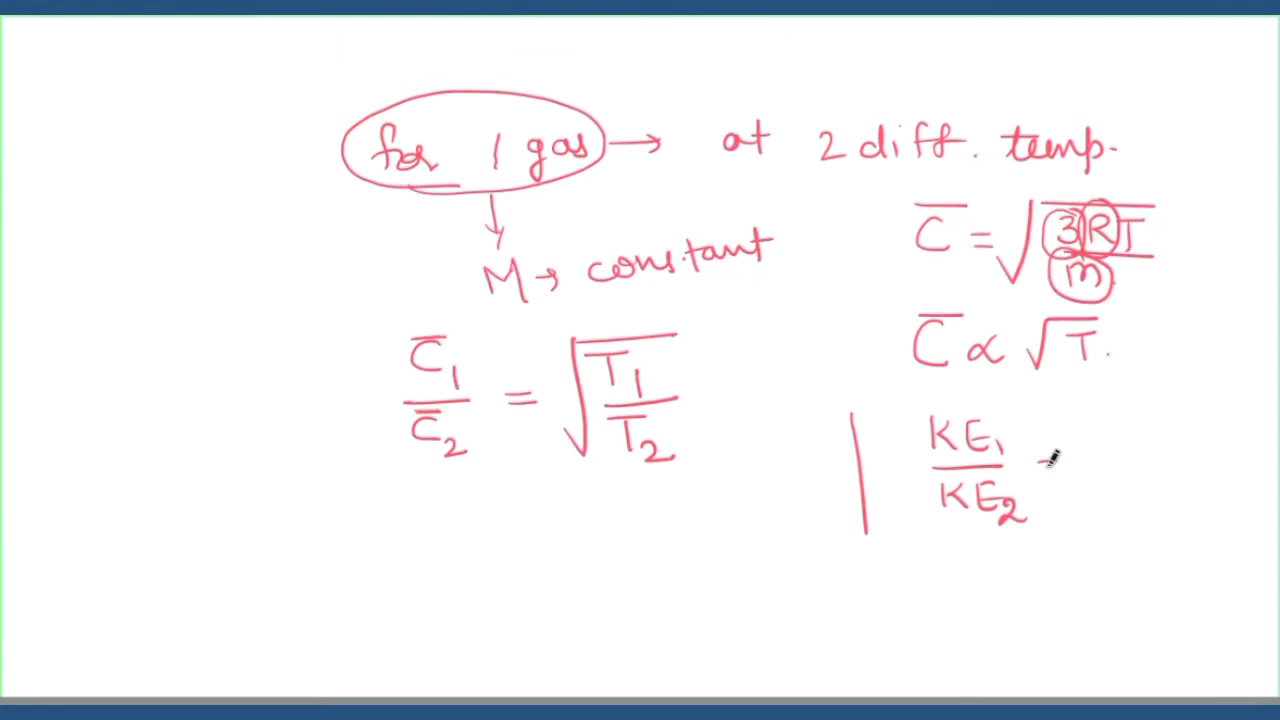 for 1 gas → at 2 diff. temp.
M → constant
C̅ = √(3RT/m)
C̅ ∝ √T.
C̅₁/C̅₂ = √(T₁/T₂)
KE₁/KE₂ -